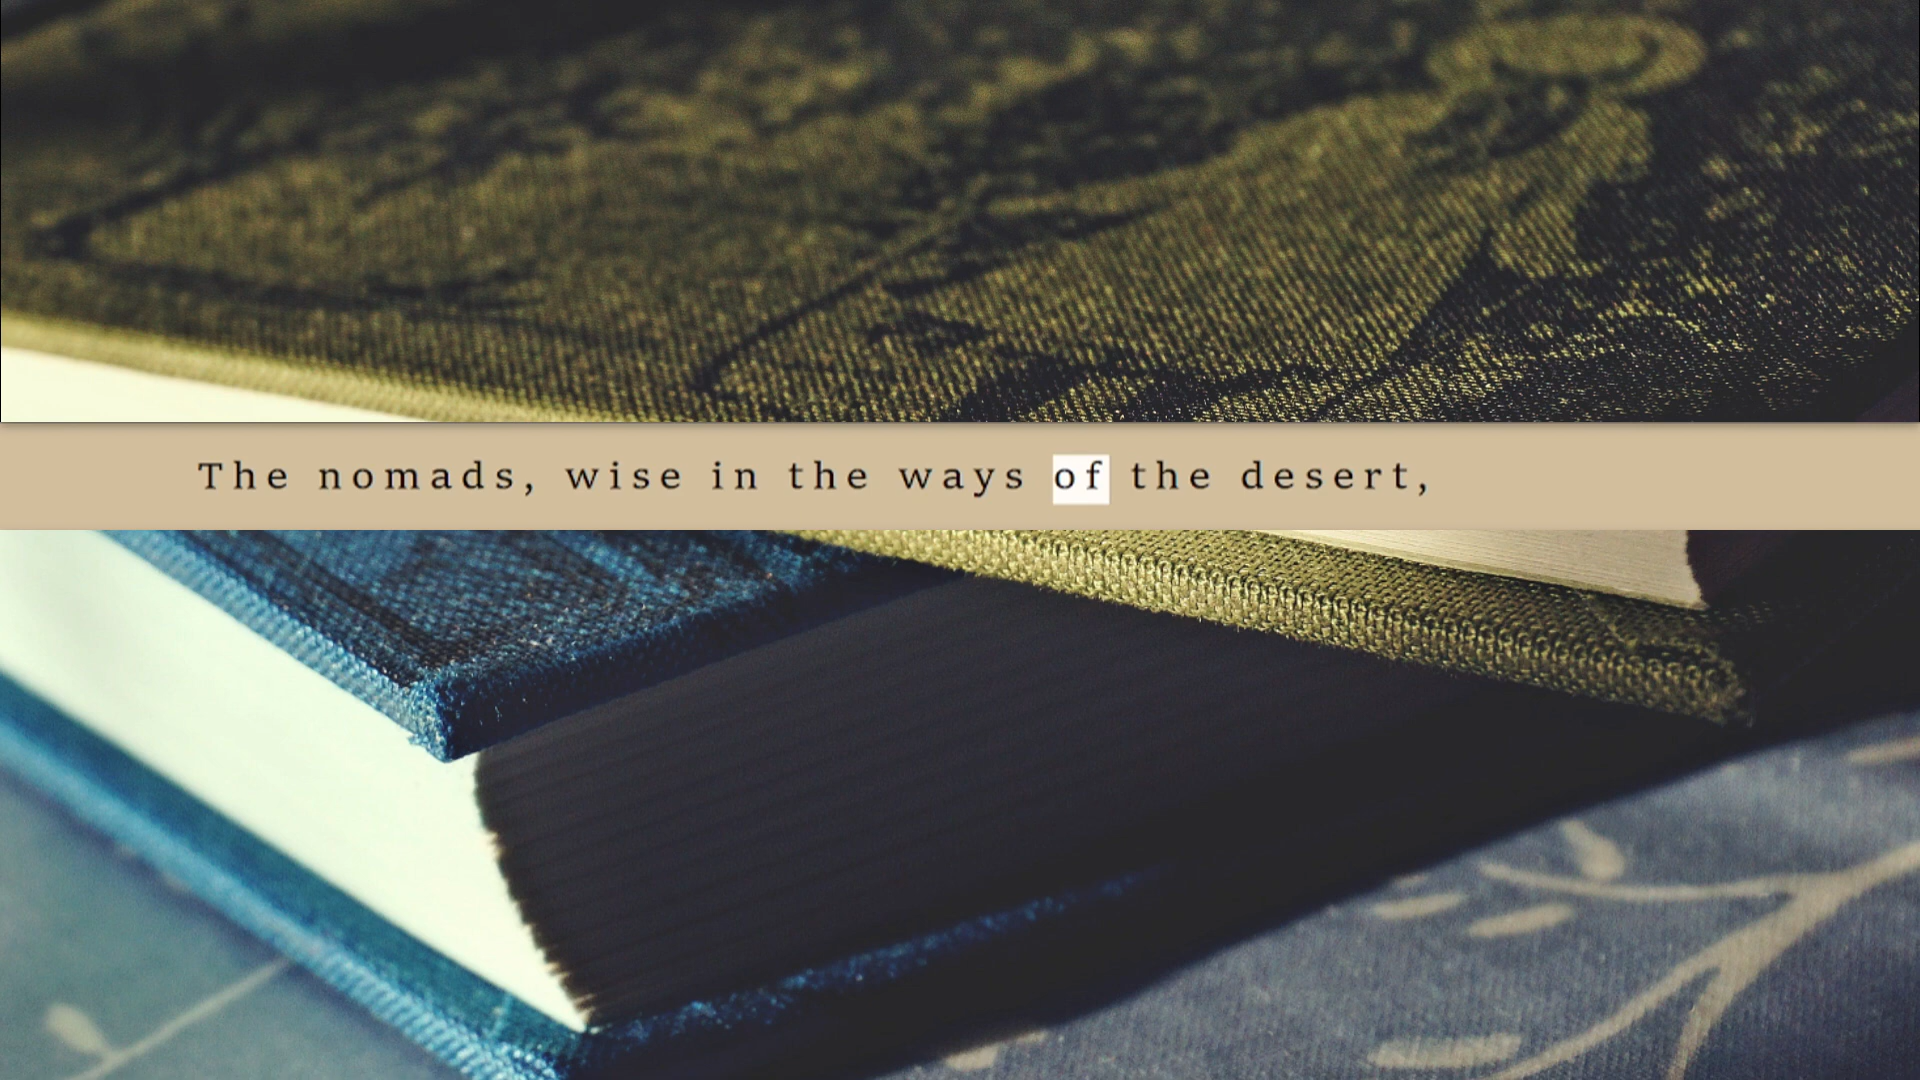 The nomads, wise in the ways of the desert,